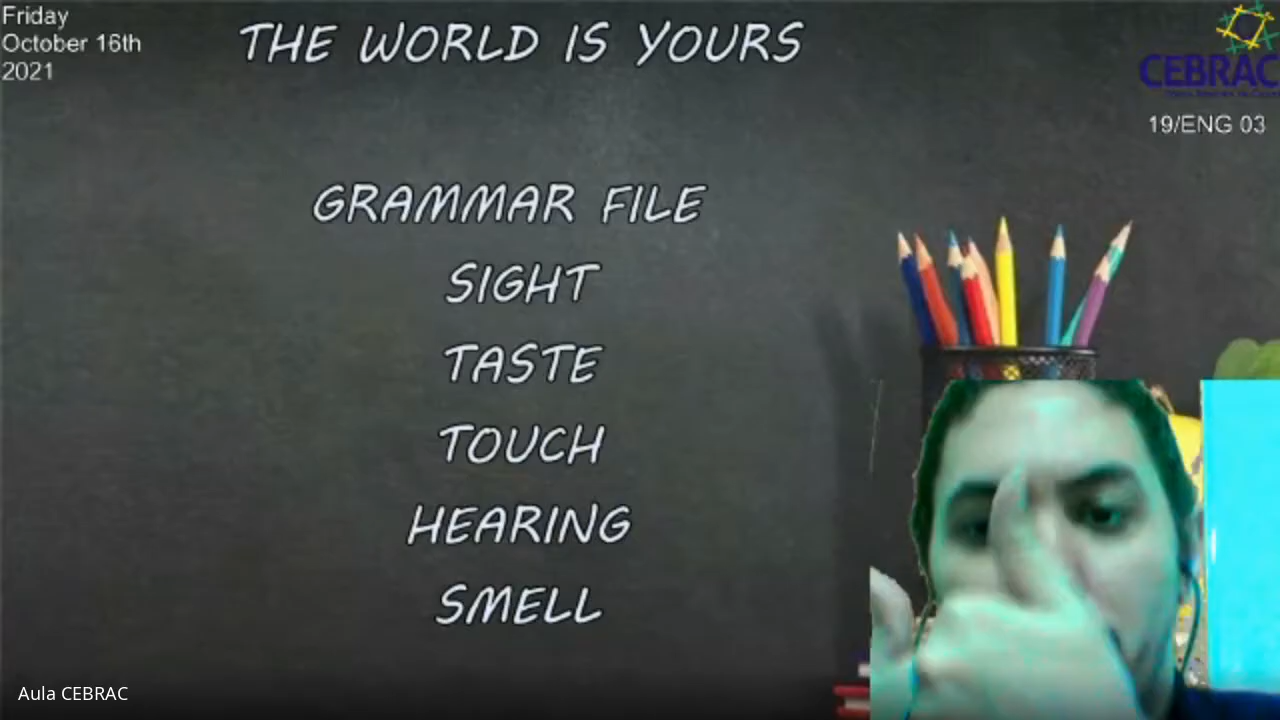 Friday
October 16th
2021
THE WORLD IS YOURS
CEBRAC
19/ENG 03
GRAMMAR FILE
SIGHT
TASTE
TOUCH
HEARING
SMELL
Aula CEBRAC